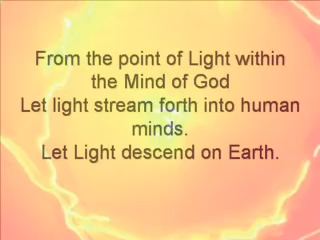 From the point of Light within
the Mind of God
Let light stream forth into human
minds.
Let Light descend on Earth.